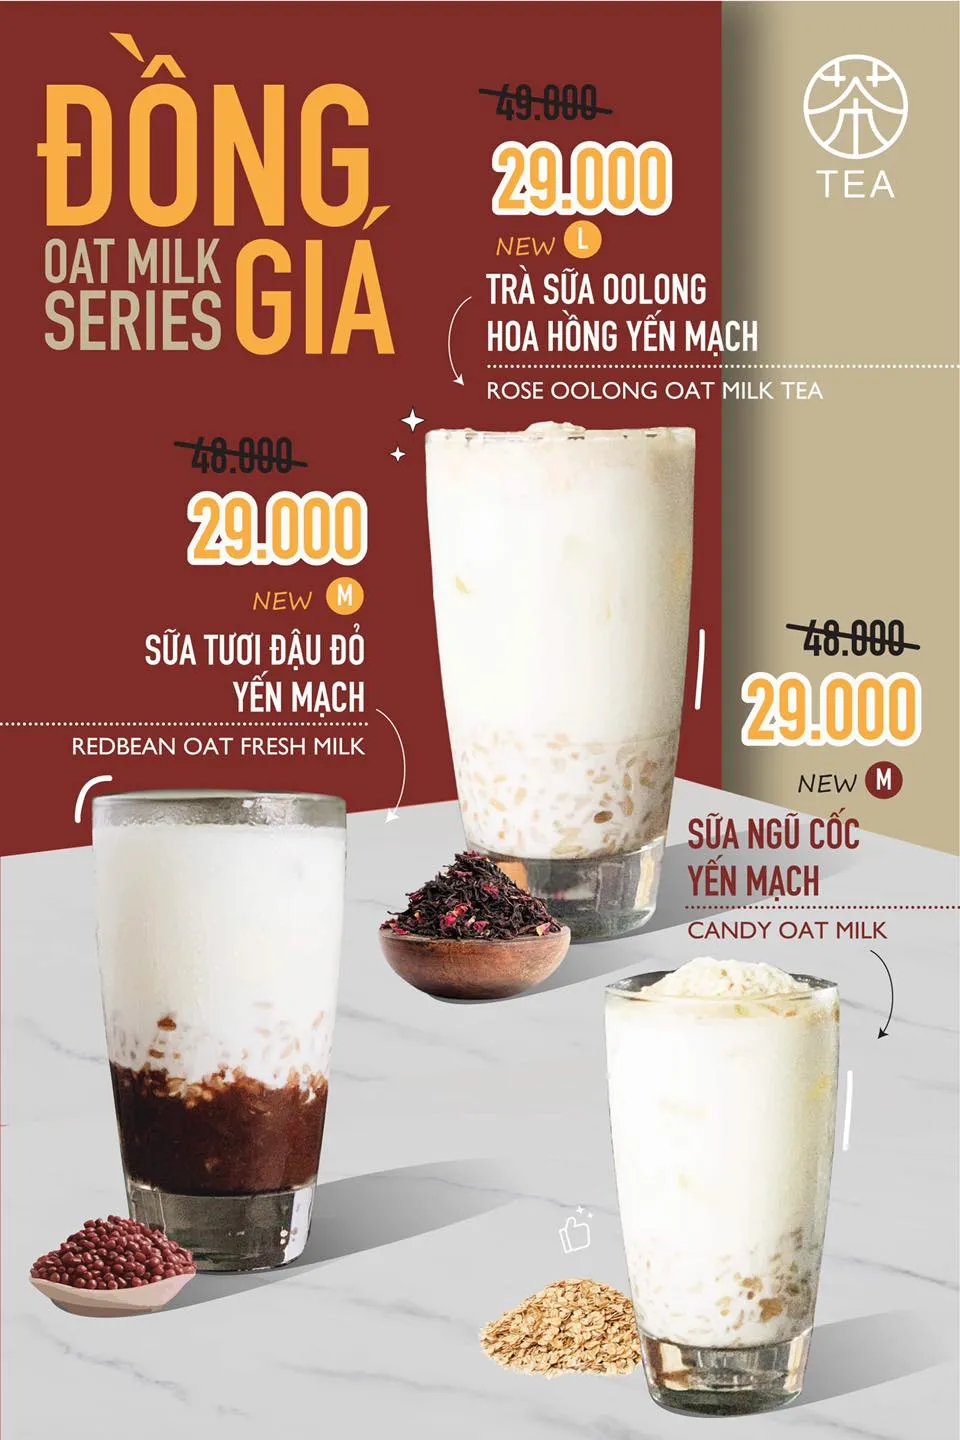 ĐỒNG
OAT MILK
SERIES
GIÁ
茶
TEA
49.000
29.000
NEW L
TRÀ SỮA OOLONG
HOA HỒNG YẾN MẠCH
ROSE OOLONG OAT MILK TEA
48.000
29.000
NEW M
SỮA TƯƠI ĐẬU ĐỎ
YẾN MẠCH
REDBEAN OAT FRESH MILK
48.000
29.000
NEW M
SỮA NGŨ CỐC
YẾN MẠCH
CANDY OAT MILK